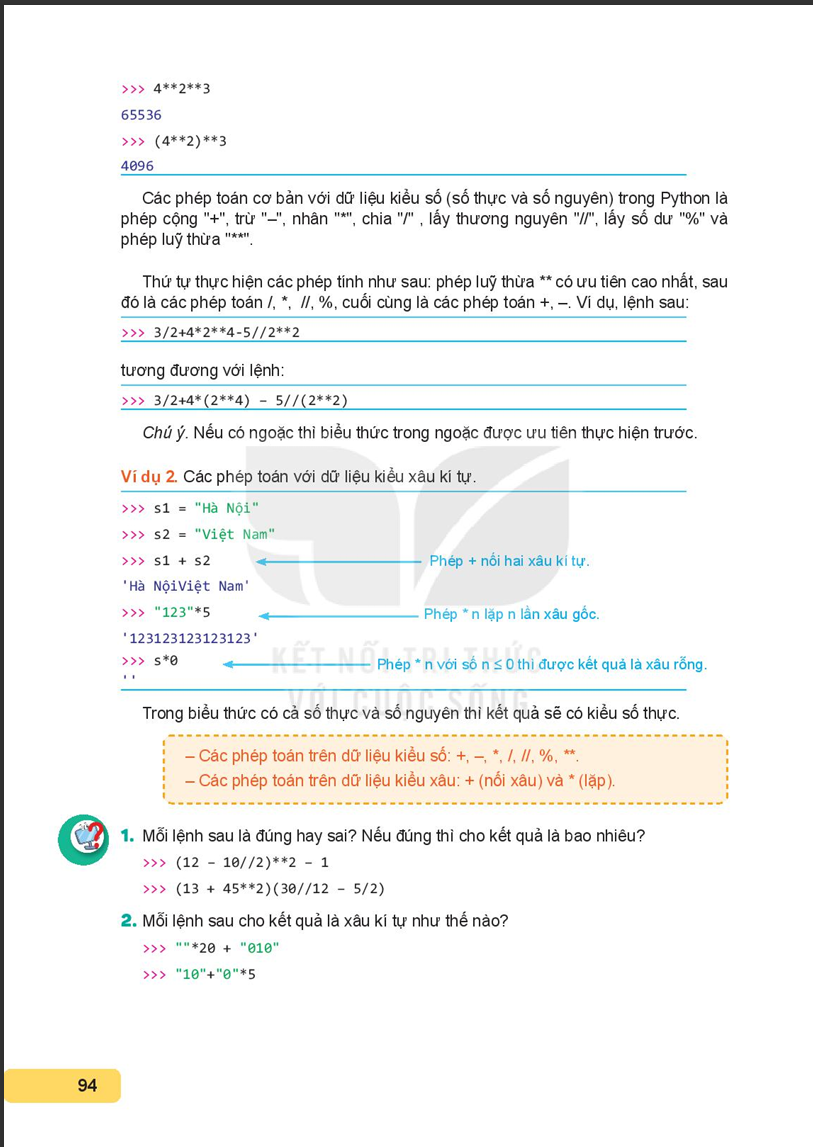 >>> 4**2**3
65536
>>> (4**2)**3
4096
Các phép toán cơ bản với dữ liệu kiểu số (số thực và số nguyên) trong Python là
phép cộng "+", trừ "–", nhân "*", chia "/" , lấy thương nguyên "//", lấy số dư "%" và
phép luỹ thừa "**".
Thứ tự thực hiện các phép tính như sau: phép luỹ thừa ** có ưu tiên cao nhất, sau
đó là các phép toán /, *, //, %, cuối cùng là các phép toán +, –. Ví dụ, lệnh sau:
>>> 3/2+4*2**4-5//2**2
tương đương với lệnh:
>>> 3/2+4*(2**4) – 5//(2**2)
Chú ý. Nếu có ngoặc thì biểu thức trong ngoặc được ưu tiên thực hiện trước.
Ví dụ 2. Các phép toán với dữ liệu kiểu xâu kí tự.
>>> s1 = "Hà Nội"
>>> s2 = "Việt Nam"
>>> s1 + s2 Phép + nối hai xâu kí tự.
'Hà NộiViệt Nam'
>>> "123"*5 Phép * n lặp n lần xâu gốc.
'123123123123123'
KẾT NỐI TRI THỨC
>>> s*0 Phép * n với số n ≤ 0 thì được kết quả là xâu rỗng.
''
VỚI CUỘC SỐNG
Trong biểu thức có cả số thực và số nguyên thì kết quả sẽ có kiểu số thực.
– Các phép toán trên dữ liệu kiểu số: +, –, *, /, //, %, **.
– Các phép toán trên dữ liệu kiểu xâu: + (nối xâu) và * (lặp).
1. Mỗi lệnh sau là đúng hay sai? Nếu đúng thì cho kết quả là bao nhiêu?
>>> (12 – 10//2)**2 – 1
>>> (13 + 45**2)(30//12 – 5/2)
2. Mỗi lệnh sau cho kết quả là xâu kí tự như thế nào?
>>> ""*20 + "010"
>>> "10"+"0"*5
94